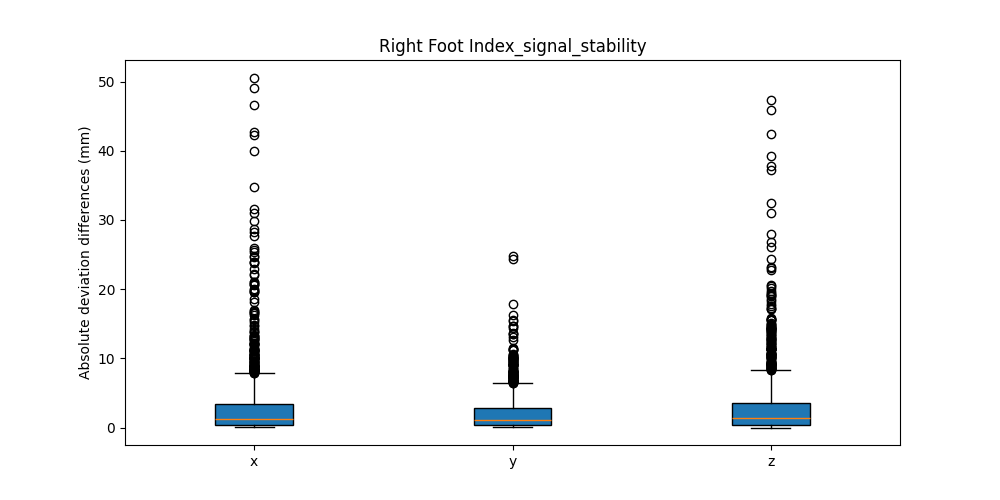 Right Foot Index_signal_stability
Absolute deviation differences (mm)
50
40
30
20
10
0
x
y
z